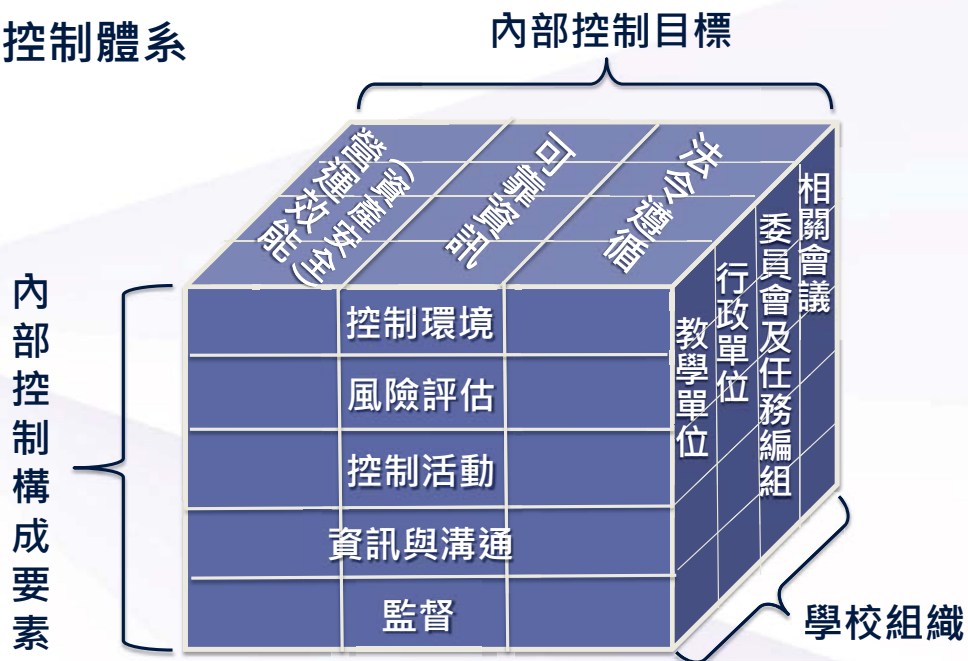 控制體系
內部控制目標
營運效能
(資產安全)
可靠資訊
法令遵循
內部控制構成要素
控制環境
風險評估
控制活動
資訊與溝通
監督
教學單位
行政單位
委員會及任務編組
相關會議
學校組織